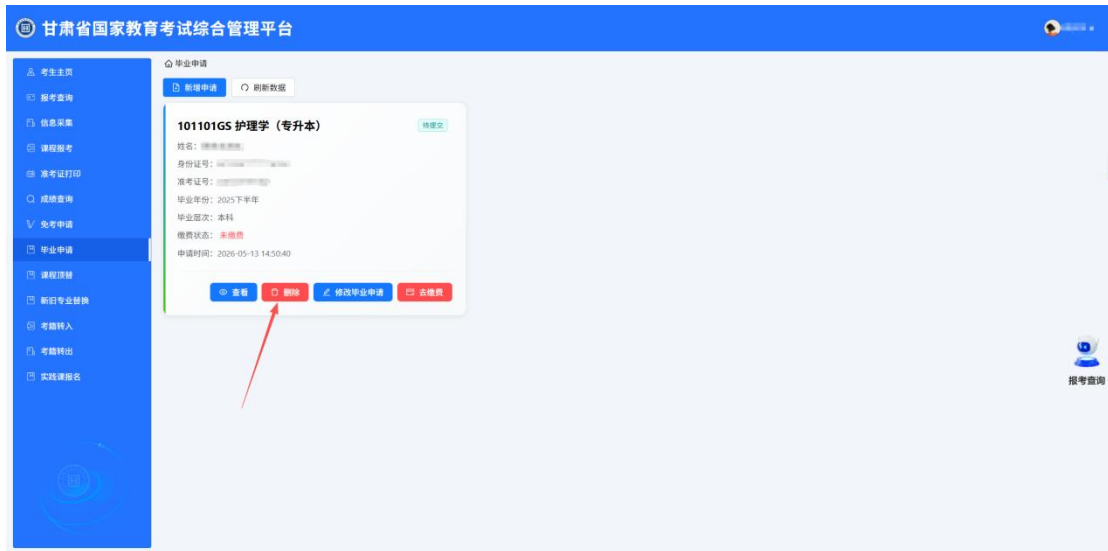 甘肃省国家教育考试综合管理平台
考生主页
报考查询
信息采集
课程报考
准考证打印
成绩查询
免考申请
毕业申请
课程顶替
新旧专业替换
考籍转入
考籍转出
实践课报名
毕业申请
新增申请 刷新数据
101101GS 护理学（专升本） 待提交
姓名：
身份证号：
准考证号：
毕业年份：2025下半年
毕业层次：本科
缴费状态：未缴费
申请时间：2026-05-13 14:50:40
查看 删除 修改毕业申请 去缴费
报考查询